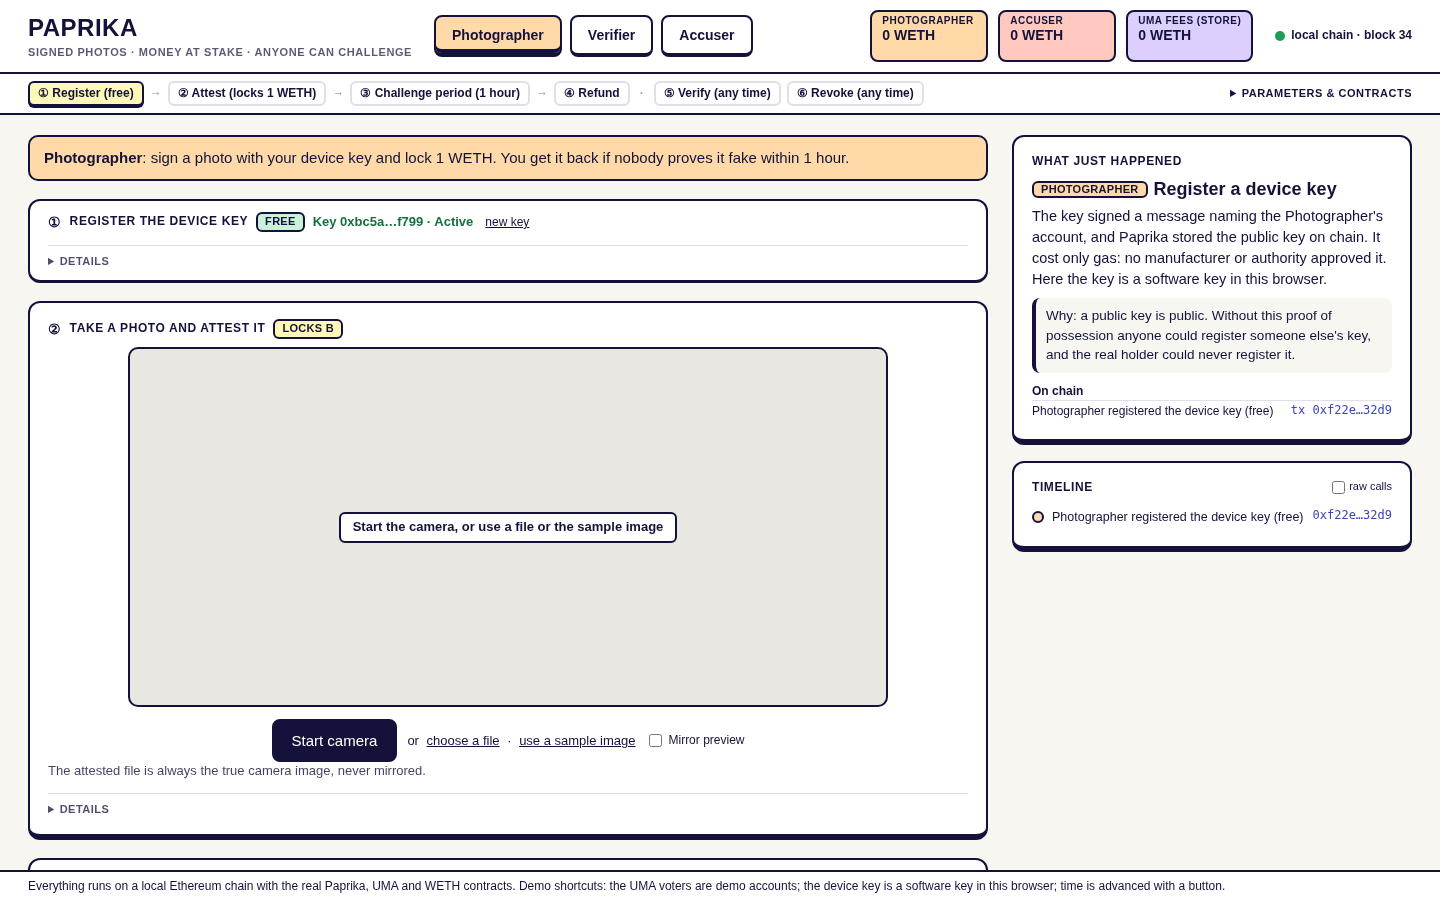 PAPRIKA
SIGNED PHOTOS · MONEY AT STAKE · ANYONE CAN CHALLENGE
Photographer
Verifier
Accuser
PHOTOGRAPHER
0 WETH
ACCUSER
0 WETH
UMA FEES (STORE)
0 WETH
local chain · block 34
① Register (free) → ② Attest (locks 1 WETH) → ③ Challenge period (1 hour) → ④ Refund · ⑤ Verify (any time) ⑥ Revoke (any time)
▶ PARAMETERS & CONTRACTS
Photographer: sign a photo with your device key and lock 1 WETH. You get it back if nobody proves it fake within 1 hour.
① REGISTER THE DEVICE KEY FREE Key 0xbc5a…f799 · Active new key
▶ DETAILS
② TAKE A PHOTO AND ATTEST IT LOCKS B
Start the camera, or use a file or the sample image
Start camera or choose a file · use a sample image Mirror preview
The attested file is always the true camera image, never mirrored.
▶ DETAILS
WHAT JUST HAPPENED
PHOTOGRAPHER Register a device key
The key signed a message naming the Photographer's
account, and Paprika stored the public key on chain. It
cost only gas: no manufacturer or authority approved it.
Here the key is a software key in this browser.
Why: a public key is public. Without this proof of
possession anyone could register someone else's key,
and the real holder could never register it.
On chain
Photographer registered the device key (free) tx 0xf22e…32d9
TIMELINE
raw calls
Photographer registered the device key (free) 0xf22e…32d9
Everything runs on a local Ethereum chain with the real Paprika, UMA and WETH contracts. Demo shortcuts: the UMA voters are demo accounts; the device key is a software key in this browser; time is advanced with a button.